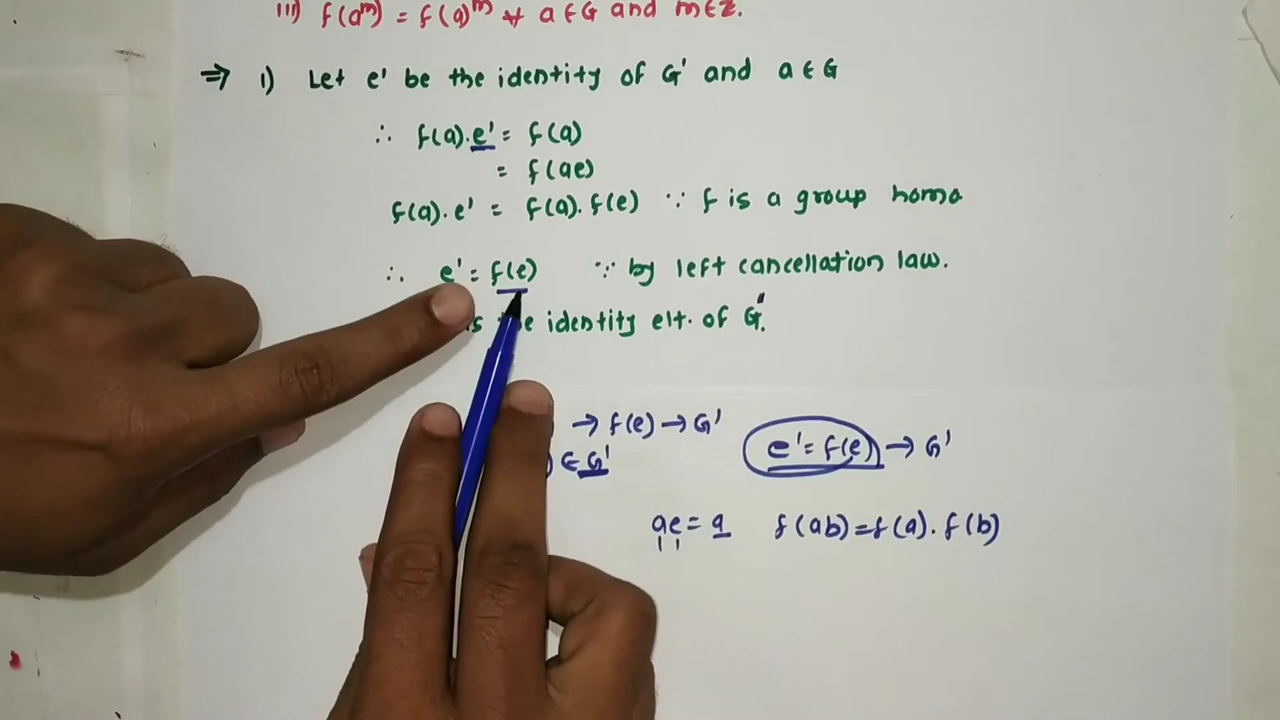 iii) f(aᵐ) = f(a)ᵐ ∀ a∈G and m∈Z.
⇒ i) Let e' be the identity of G' and a∈G
∴ f(a).e' = f(a)
= f(ae)
f(a).e' = f(a).f(e) ∵ f is a group homo
∴ e' = f(e) ∵ by left cancellation law.
identity elt. of G'.
→ f(e) → G'
∈ G'
e' = f(e) → G'
ae = a f(ab) = f(a).f(b)